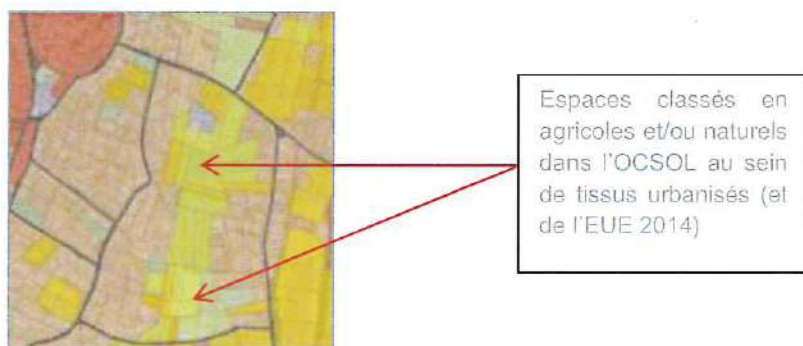 Espaces classés en
agricoles et/ou naturels
dans l'OCSOL au sein
de tissus urbanisés (et
de l'EUE 2014)